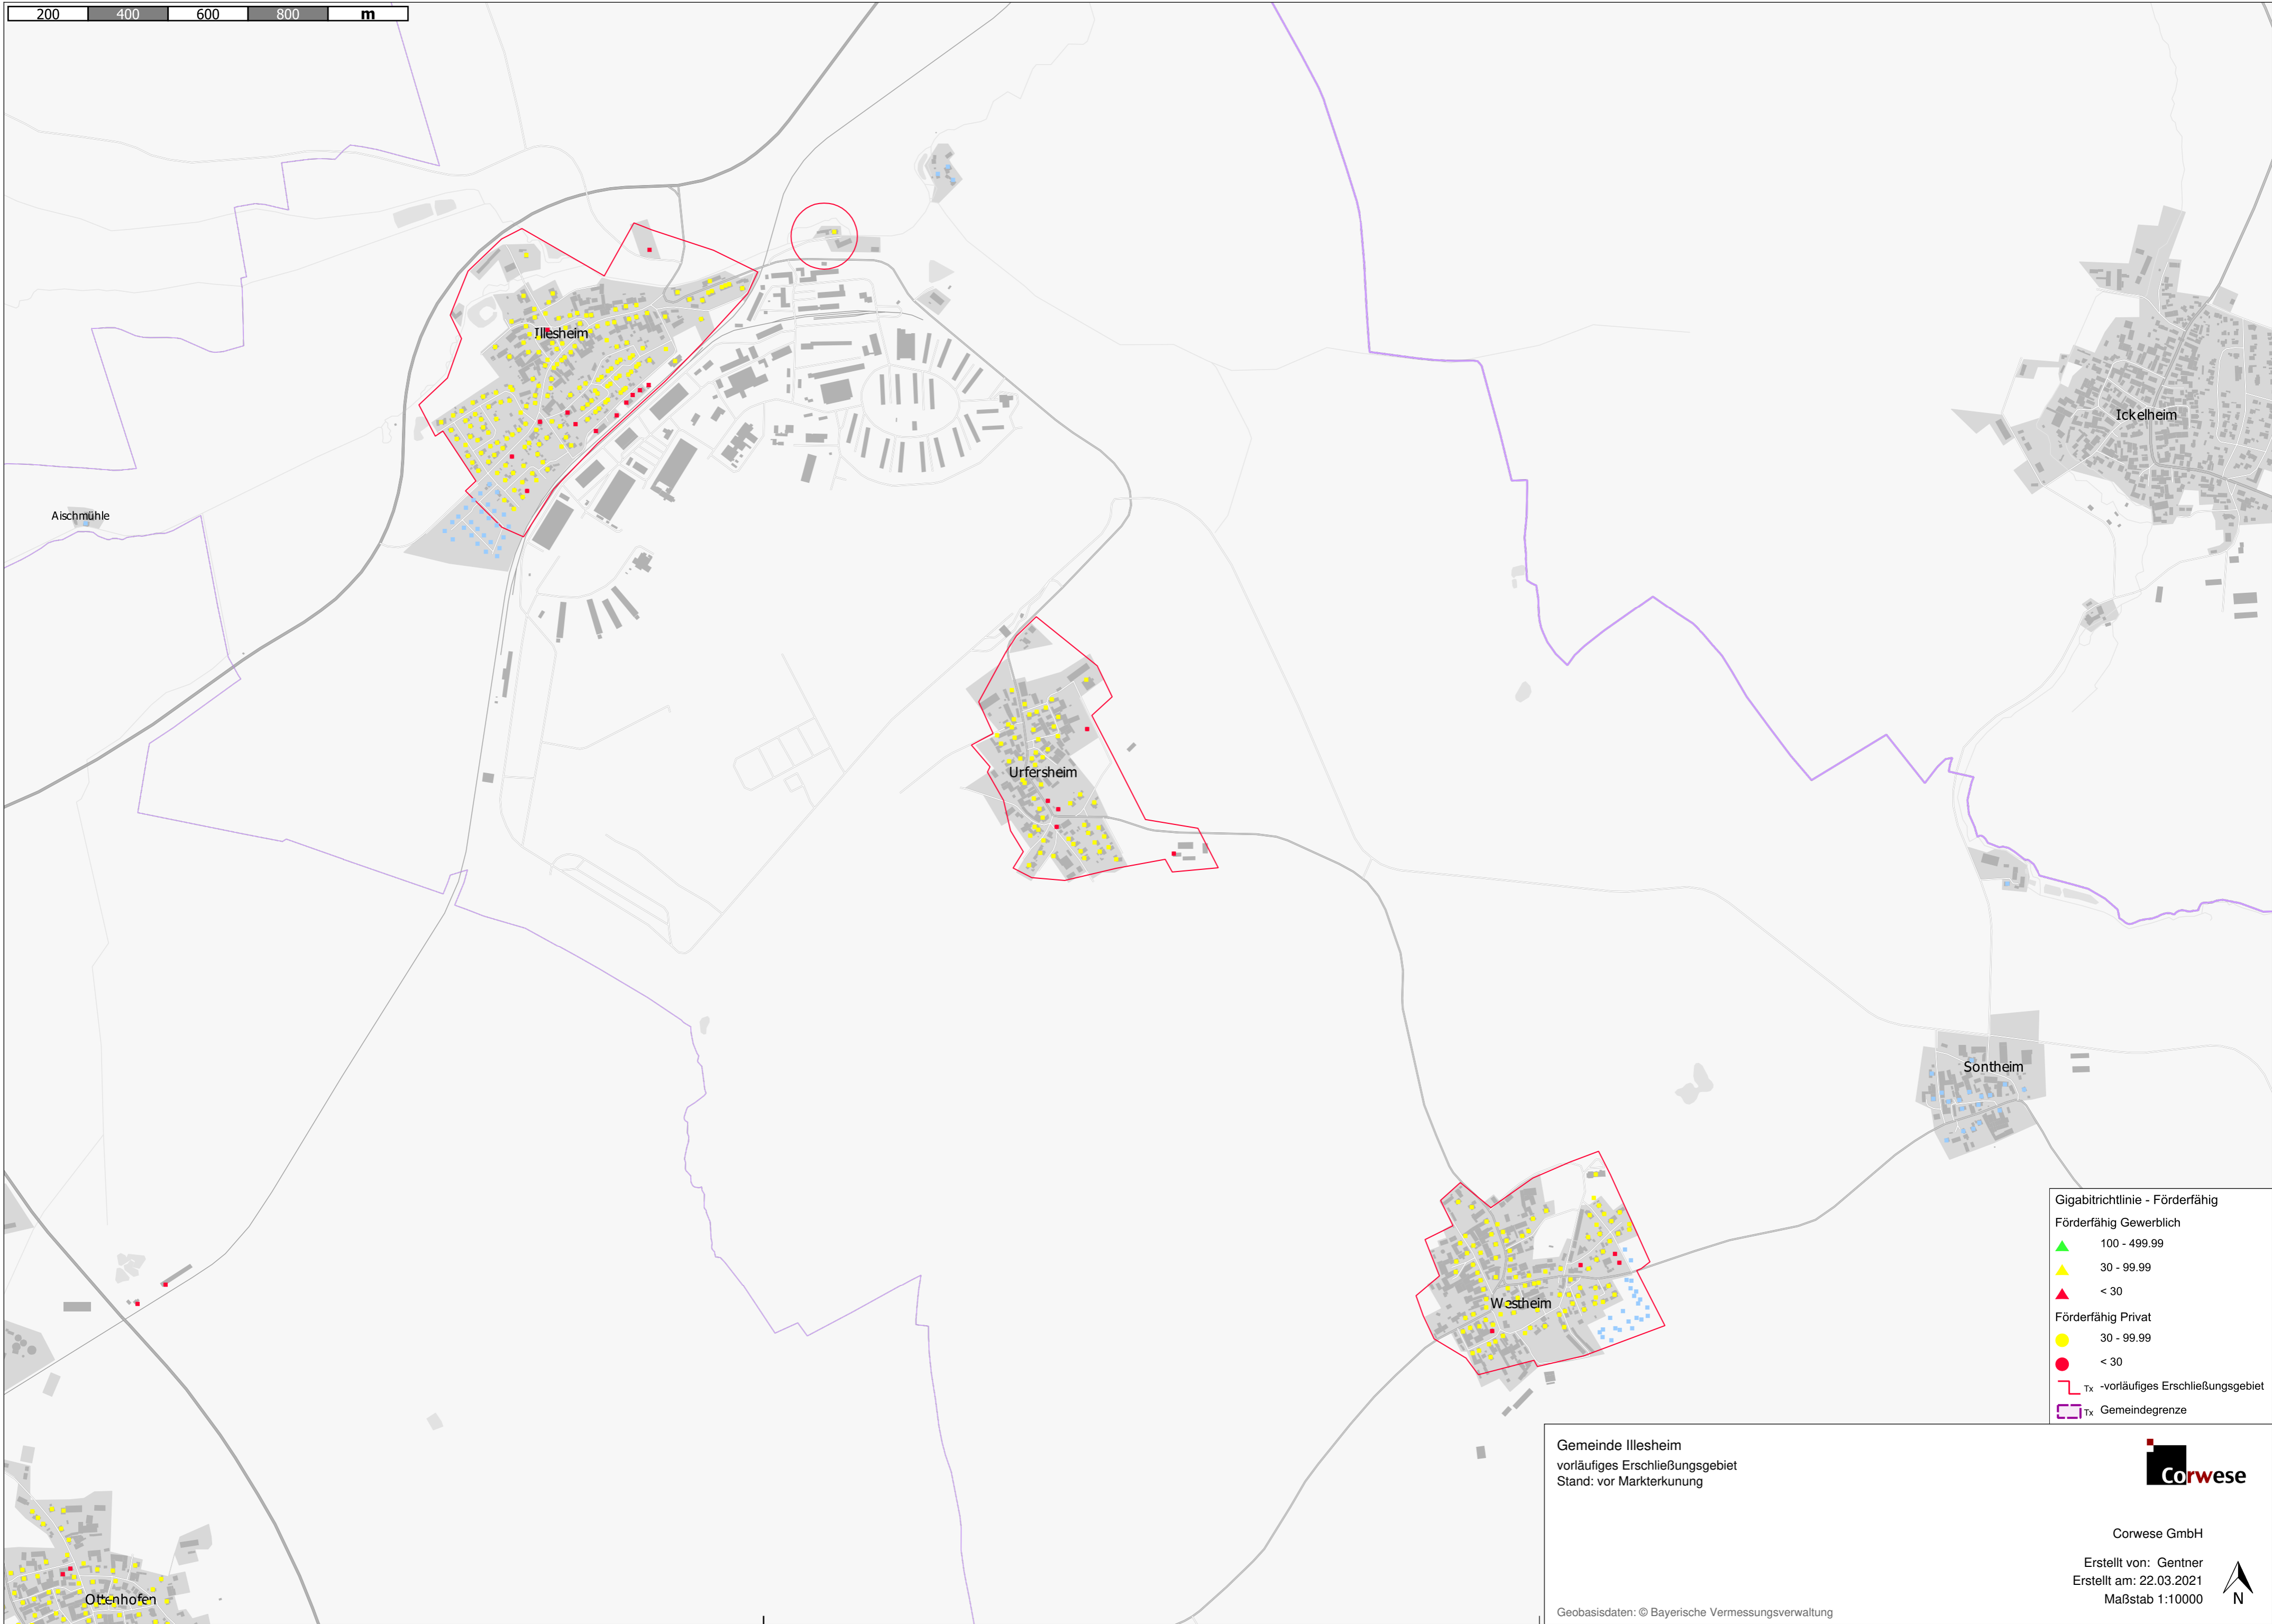 200 400 600 800 m
Illesheim
Ickelheim
Aischmühle
Urfersheim
Sontheim
Westheim
Ottenhofen
Gigabitrichtlinie - Förderfähig
Förderfähig Gewerblich
100 - 499.99
30 - 99.99
< 30
Förderfähig Privat
30 - 99.99
< 30
Tx -vorläufiges Erschließungsgebiet
Tx Gemeindegrenze
Gemeinde Illesheim
vorläufiges Erschließungsgebiet
Stand: vor Markterkunung
Corwese
Corwese GmbH
Erstellt von: Gentner
Erstellt am: 22.03.2021
Maßstab 1:10000
N
Geobasisdaten: © Bayerische Vermessungsverwaltung